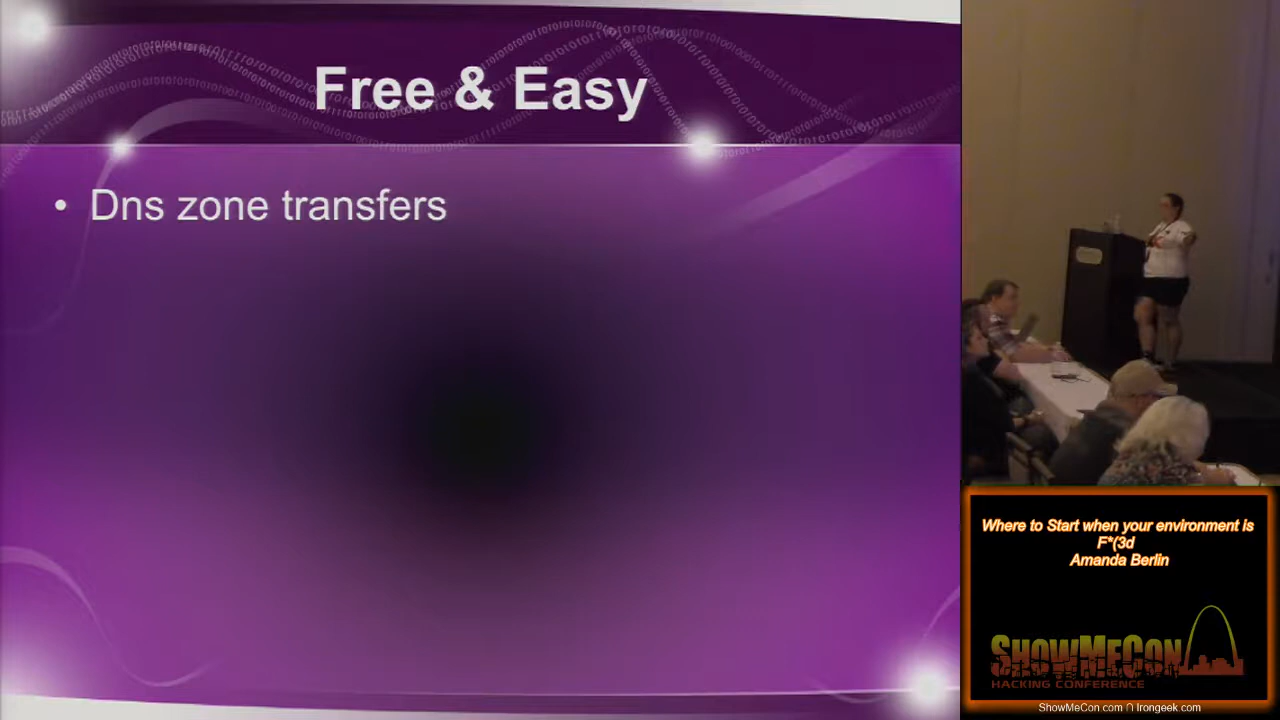 Free & Easy
• Dns zone transfers
Where to Start when your environment is
F*(3d
Amanda Berlin
SHOWMECON
HACKING CONFERENCE
ShowMeCon.com ∩ Irongeek.com